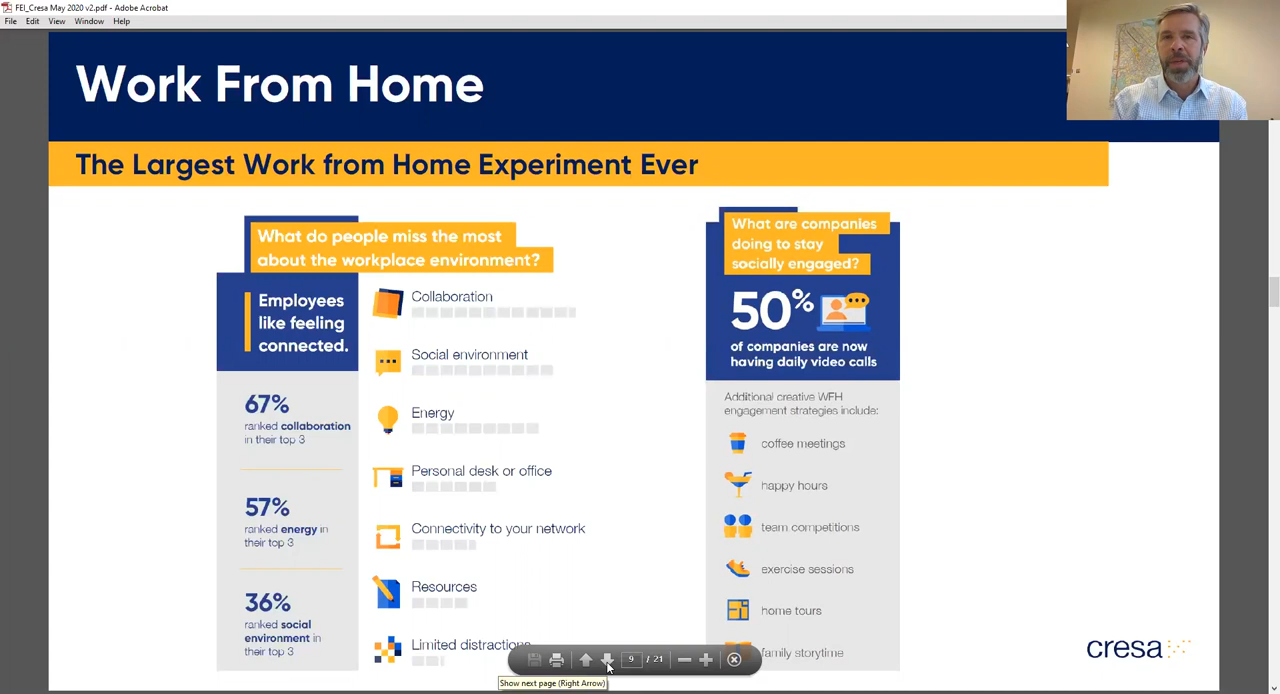 FEI_Cresa May 2020 v2.pdf - Adobe Acrobat
File Edit View Window Help
Work From Home
The Largest Work from Home Experiment Ever
What do people miss the most
about the workplace environment?
Employees
like feeling
connected.
67%
ranked collaboration
in their top 3
57%
ranked energy in
their top 3
36%
ranked social
environment in
their top 3
Collaboration
Social environment
Energy
Personal desk or office
Connectivity to your network
Resources
Limited distractions
What are companies
doing to stay
socially engaged?
50%
of companies are now
having daily video calls
Additional creative WFH
engagement strategies include:
coffee meetings
happy hours
team competitions
exercise sessions
home tours
family storytime
9 / 21
Show next page (Right Arrow)
cresa